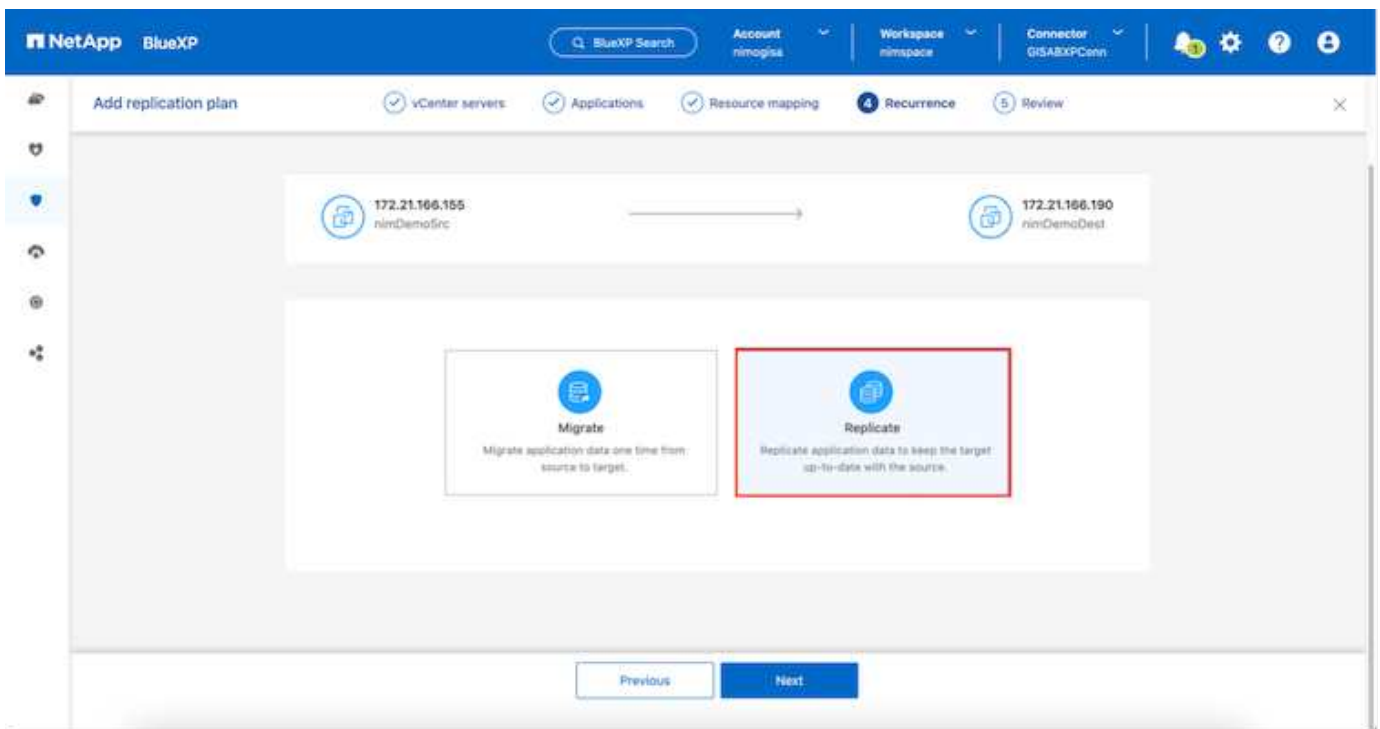 NetApp BlueXP
BlueXP Search
Account
nimogisa
Workspace
nimspace
Connector
GISABXPConn
1
Add replication plan
vCenter servers
Applications
Resource mapping
4 Recurrence
5 Review
172.21.166.155
nimDemoSrc
172.21.166.190
nimDemoDest
Migrate
Migrate application data one time from
source to target.
Replicate
Replicate application data to keep the target
up-to-date with the source.
Previous
Next